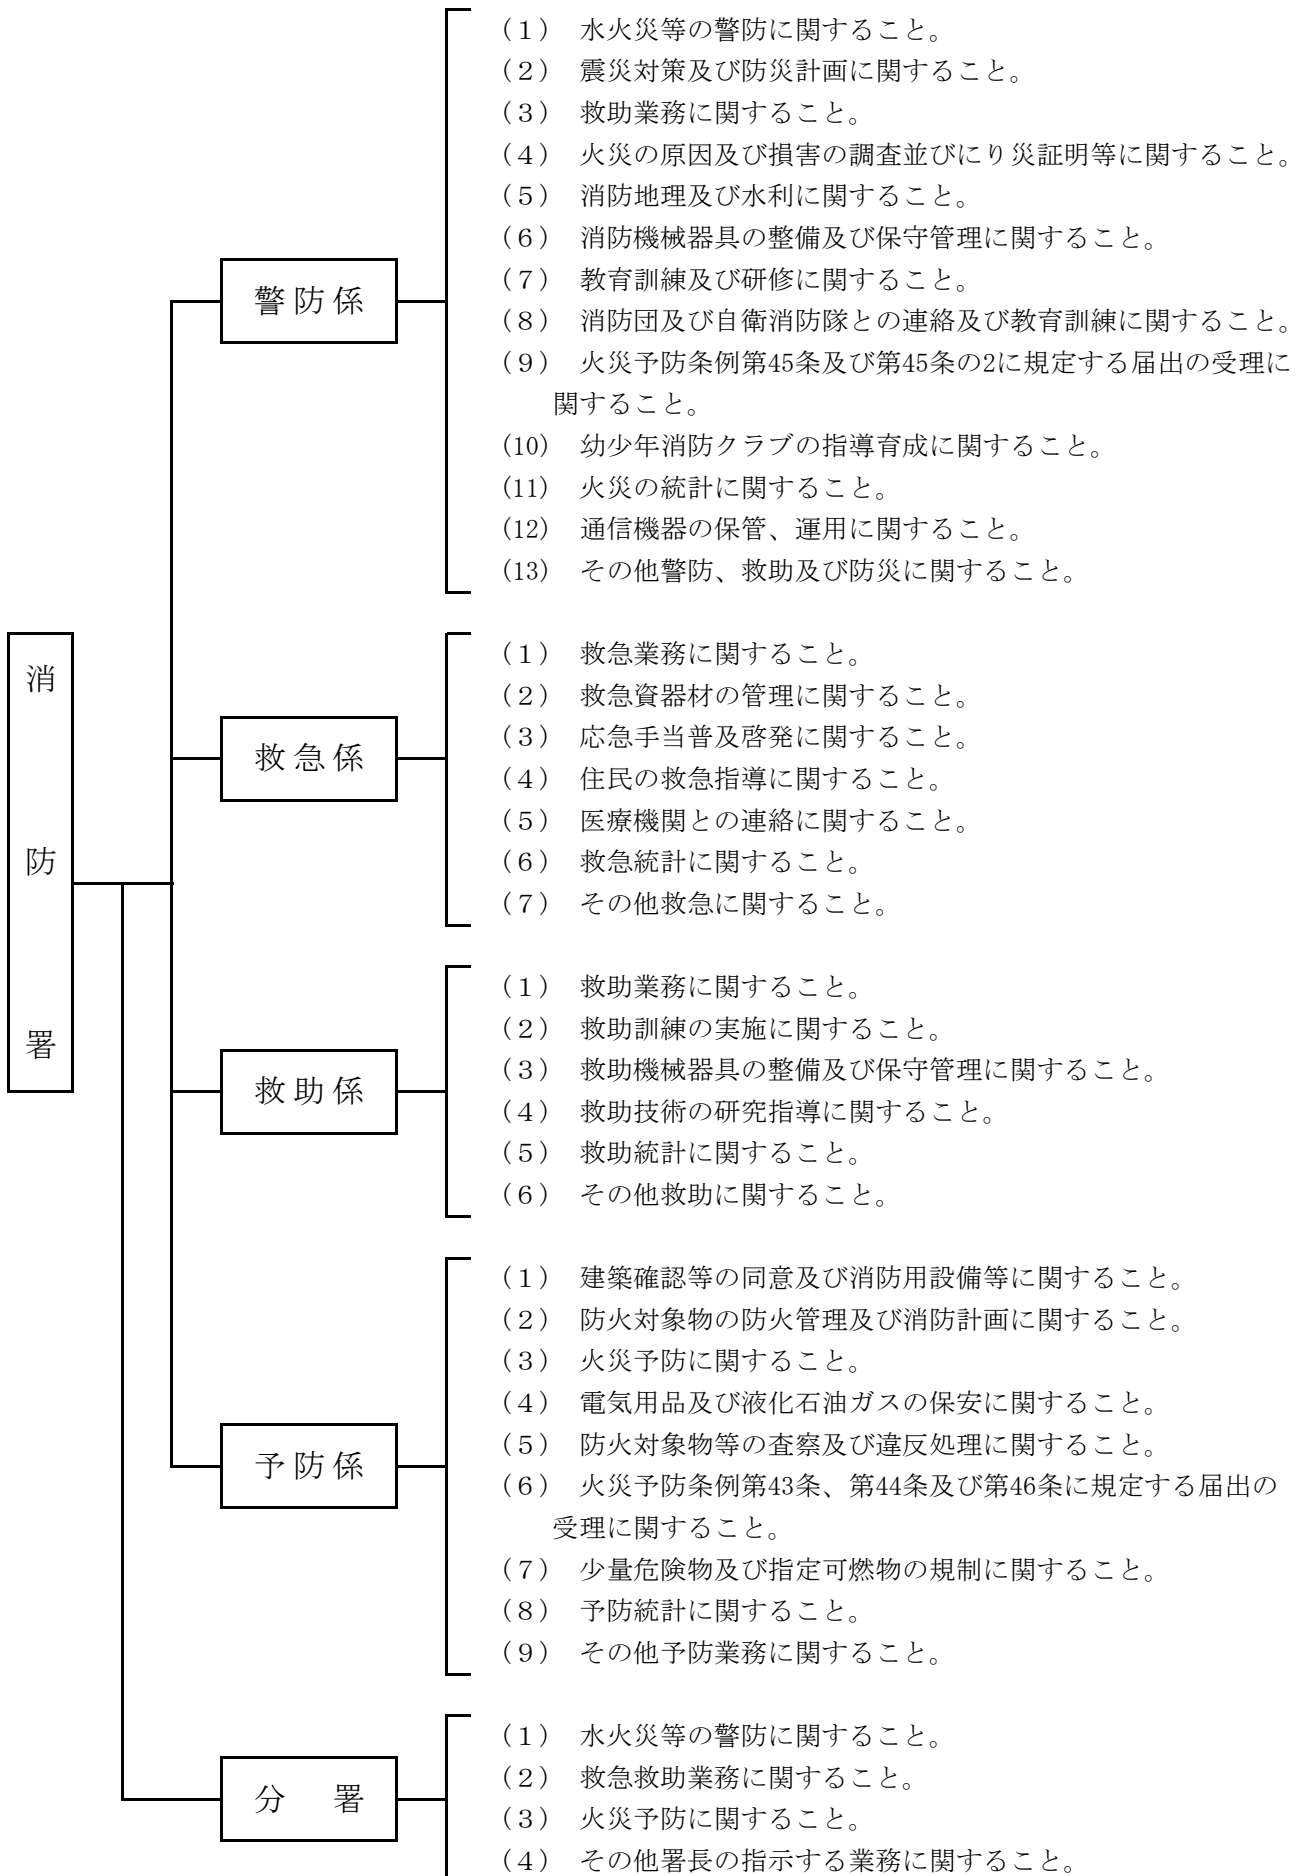 消防署
警防係
（1） 水火災等の警防に関すること。
（2） 震災対策及び防災計画に関すること。
（3） 救助業務に関すること。
（4） 火災の原因及び損害の調査並びにり災証明等に関すること。
（5） 消防地理及び水利に関すること。
（6） 消防機械器具の整備及び保守管理に関すること。
（7） 教育訓練及び研修に関すること。
（8） 消防団及び自衛消防隊との連絡及び教育訓練に関すること。
（9） 火災予防条例第45条及び第45条の2に規定する届出の受理に
関すること。
(10) 幼少年消防クラブの指導育成に関すること。
(11) 火災の統計に関すること。
(12) 通信機器の保管、運用に関すること。
(13) その他警防、救助及び防災に関すること。
救急係
（1） 救急業務に関すること。
（2） 救急資器材の管理に関すること。
（3） 応急手当普及啓発に関すること。
（4） 住民の救急指導に関すること。
（5） 医療機関との連絡に関すること。
（6） 救急統計に関すること。
（7） その他救急に関すること。
救助係
（1） 救助業務に関すること。
（2） 救助訓練の実施に関すること。
（3） 救助機械器具の整備及び保守管理に関すること。
（4） 救助技術の研究指導に関すること。
（5） 救助統計に関すること。
（6） その他救助に関すること。
予防係
（1） 建築確認等の同意及び消防用設備等に関すること。
（2） 防火対象物の防火管理及び消防計画に関すること。
（3） 火災予防に関すること。
（4） 電気用品及び液化石油ガスの保安に関すること。
（5） 防火対象物等の査察及び違反処理に関すること。
（6） 火災予防条例第43条、第44条及び第46条に規定する届出の
受理に関すること。
（7） 少量危険物及び指定可燃物の規制に関すること。
（8） 予防統計に関すること。
（9） その他予防業務に関すること。
分　署
（1） 水火災等の警防に関すること。
（2） 救急救助業務に関すること。
（3） 火災予防に関すること。
（4） その他署長の指示する業務に関すること。